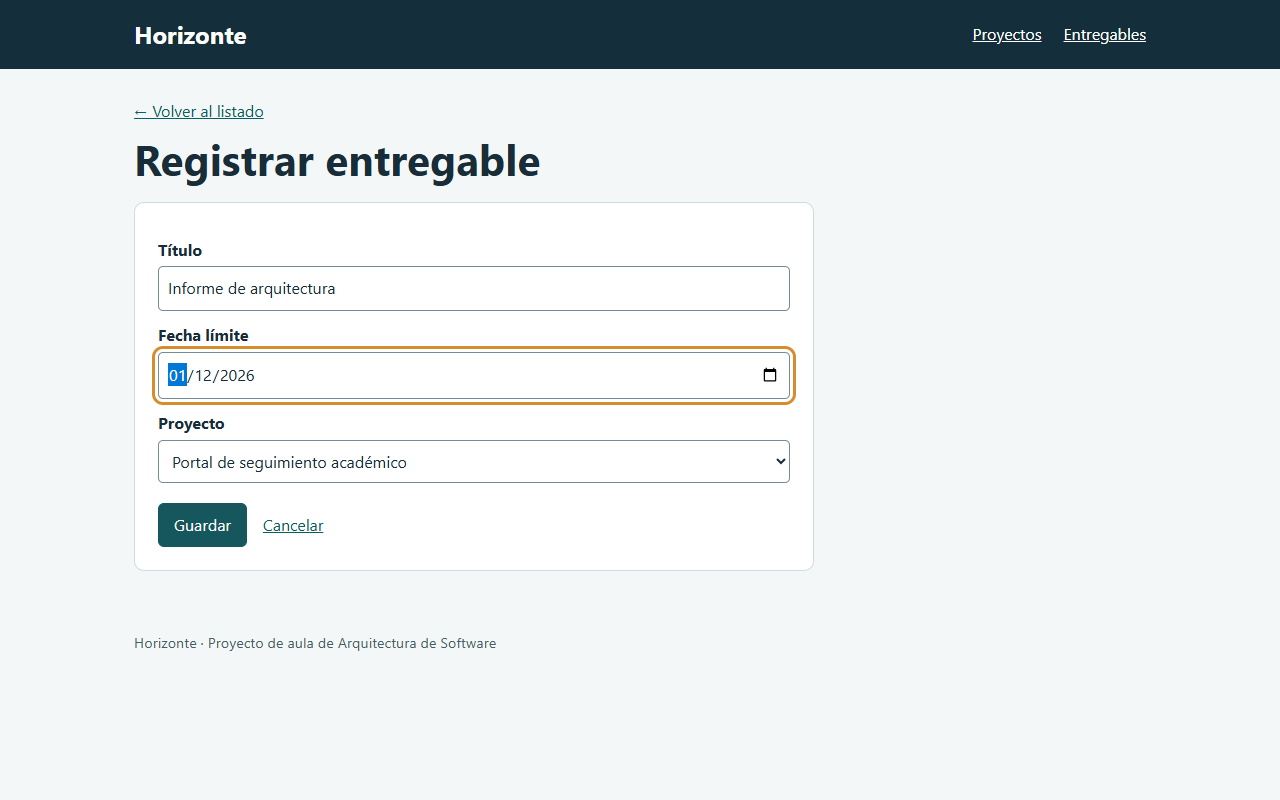 Horizonte
Proyectos Entregables
← Volver al listado
Registrar entregable
Título
Informe de arquitectura
Fecha límite
01/12/2026
Proyecto
Portal de seguimiento académico
Guardar Cancelar
Horizonte · Proyecto de aula de Arquitectura de Software